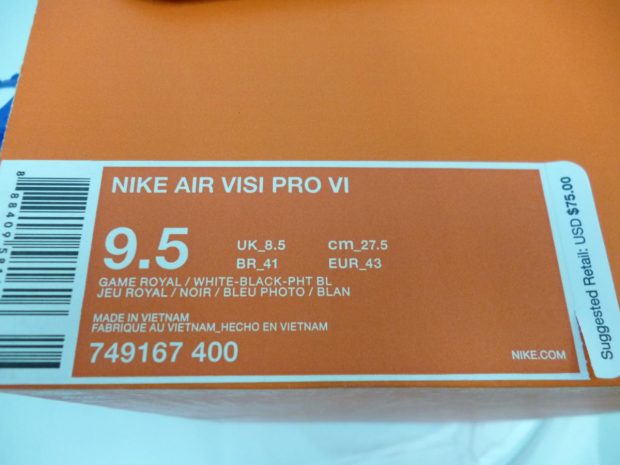 NIKE AIR VISI PRO VI
9.5
UK_8.5 cm_27.5
BR_41 EUR_43
GAME ROYAL / WHITE-BLACK-PHT BL
JEU ROYAL / NOIR / BLEU PHOTO / BLAN
MADE IN VIETNAM
FABRIQUE AU VIETNAM_HECHO EN VIETNAM
749167 400
NIKE.COM
Suggested Retail: USD $75.00